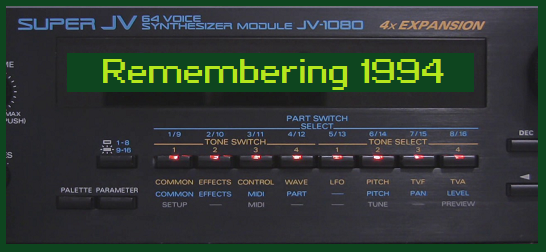 SUPER JV 64 VOICE SYNTHESIZER MODULE JV-1080 4x EXPANSION
Remembering 1994
MAX
PUSH)
PART SWITCH
SELECT
1/9 2/10 3/11 4/12 5/13 6/14 7/15 8/16
TONE SWITCH TONE SELECT
1 2 3 4 1 2 3 4
1-8
9-16
DEC
PALETTE PARAMETER
COMMON EFFECTS CONTROL WAVE LFO PITCH TVF TVA
COMMON EFFECTS MIDI PART — PITCH PAN LEVEL
SETUP — MIDI — — TUNE — PREVIEW